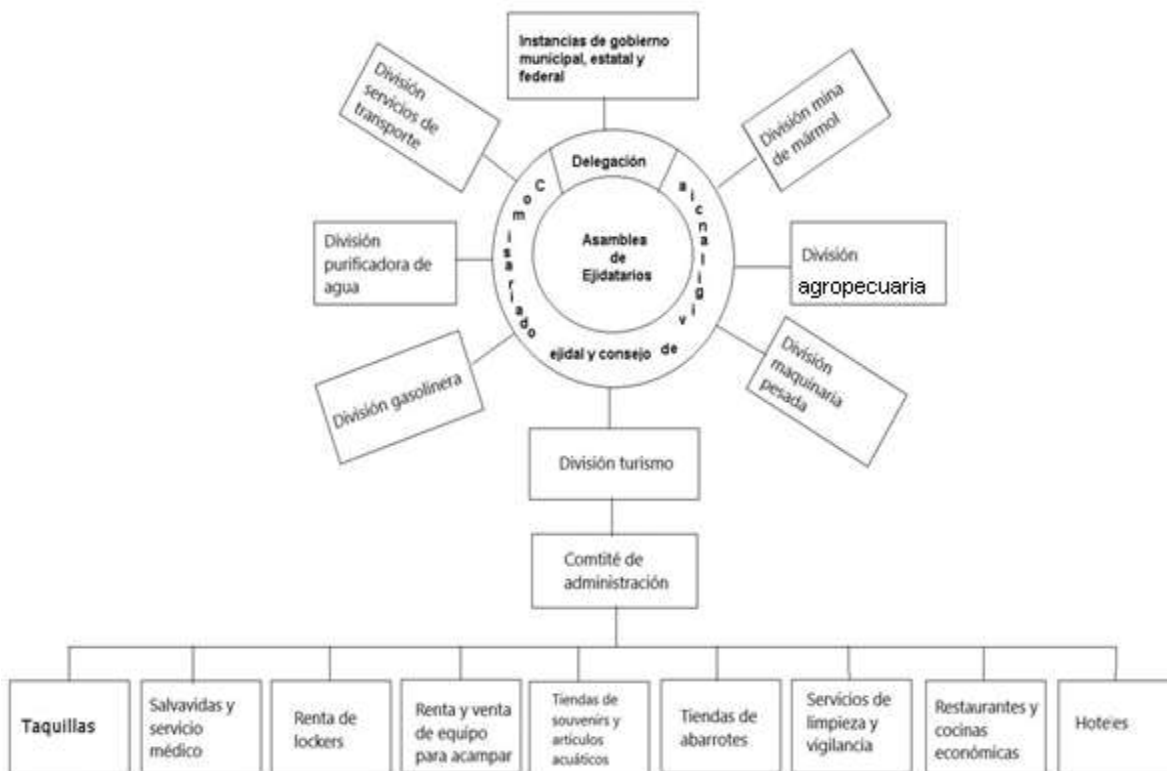 Instancias de gobierno
municipal, estatal y
federal
División
servicios de
transporte
División mina
de mármol
Delegación
Comisariado ejidal y consejo de vigilancia
Asamblea
de
Ejidatarios
División
purificadora de
agua
División
agropecuaria
División gasolinera
División
maquinaria
pesada
División turismo
Comtité de
administración
Taquillas
Salvavidas y
servicio
médico
Renta de
lockers
Renta y venta
de equipo
para acampar
Tiendas de
souvenirs y
artículos
acuáticos
Tiendas de
abarrotes
Servicios de
limpieza y
vigilancia
Restaurantes y
cocinas
económicas
Hoteles